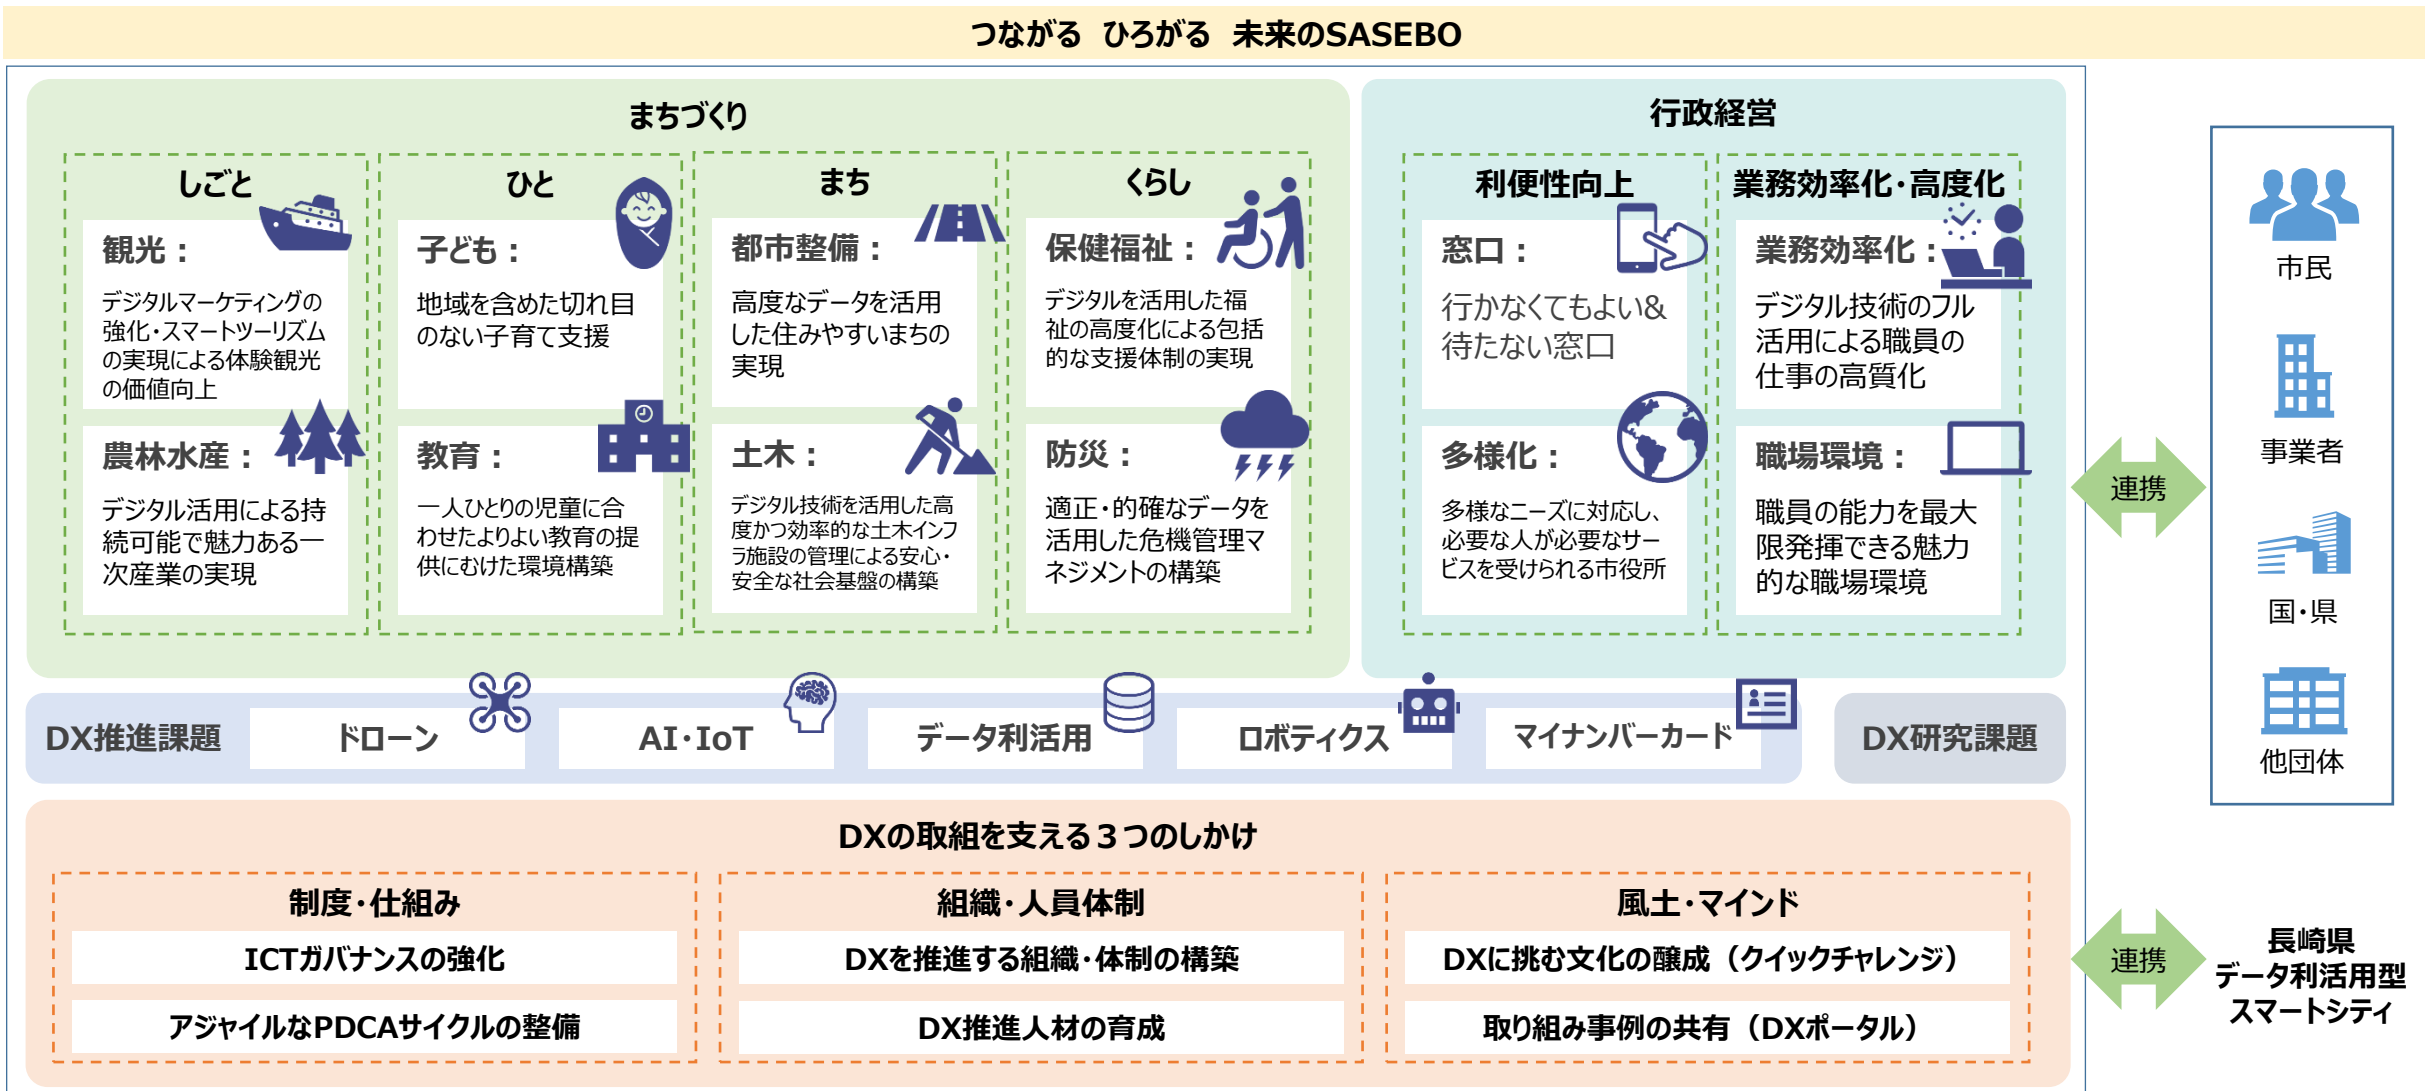 つながる ひろがる 未来のSASEBO
まちづくり
しごと
観光：
デジタルマーケティングの
強化・スマートツーリズム
の実現による体験観光
の価値向上
農林水産：
デジタル活用による持
続可能で魅力ある一
次産業の実現
ひと
子ども：
地域を含めた切れ目
のない子育て支援
教育：
一人ひとりの児童に合
わせたよりよい教育の提
供にむけた環境構築
まち
都市整備：
高度なデータを活用
した住みやすいまちの
実現
土木：
デジタル技術を活用した高
度かつ効率的な土木インフ
ラ施設の管理による安心・
安全な社会基盤の構築
くらし
保健福祉：
デジタルを活用した福
祉の高度化による包括
的な支援体制の実現
防災：
適正・的確なデータを
活用した危機管理マ
ネジメントの構築
行政経営
利便性向上
窓口：
行かなくてもよい&
待たない窓口
多様化：
多様なニーズに対応し、
必要な人が必要なサー
ビスを受けられる市役所
業務効率化・高度化
業務効率化：
デジタル技術のフル
活用による職員の
仕事の高質化
職場環境：
職員の能力を最大
限発揮できる魅力
的な職場環境
DX推進課題
ドローン
AI・IoT
データ利活用
ロボティクス
マイナンバーカード
DX研究課題
DXの取組を支える３つのしかけ
制度・仕組み
ICTガバナンスの強化
アジャイルなPDCAサイクルの整備
組織・人員体制
DXを推進する組織・体制の構築
DX推進人材の育成
風土・マインド
DXに挑む文化の醸成（クイックチャレンジ）
取り組み事例の共有（DXポータル）
連携
市民
事業者
国・県
他団体
連携
長崎県
データ利活用型
スマートシティ